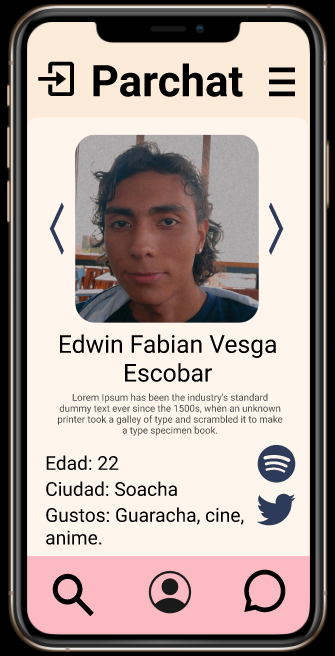 Parchat
Edwin Fabian Vesga
Escobar
Lorem Ipsum has been the industry's standard
dummy text ever since the 1500s, when an unknown
printer took a galley of type and scrambled it to make
a type specimen book.
Edad: 22
Ciudad: Soacha
Gustos: Guaracha, cine,
anime.